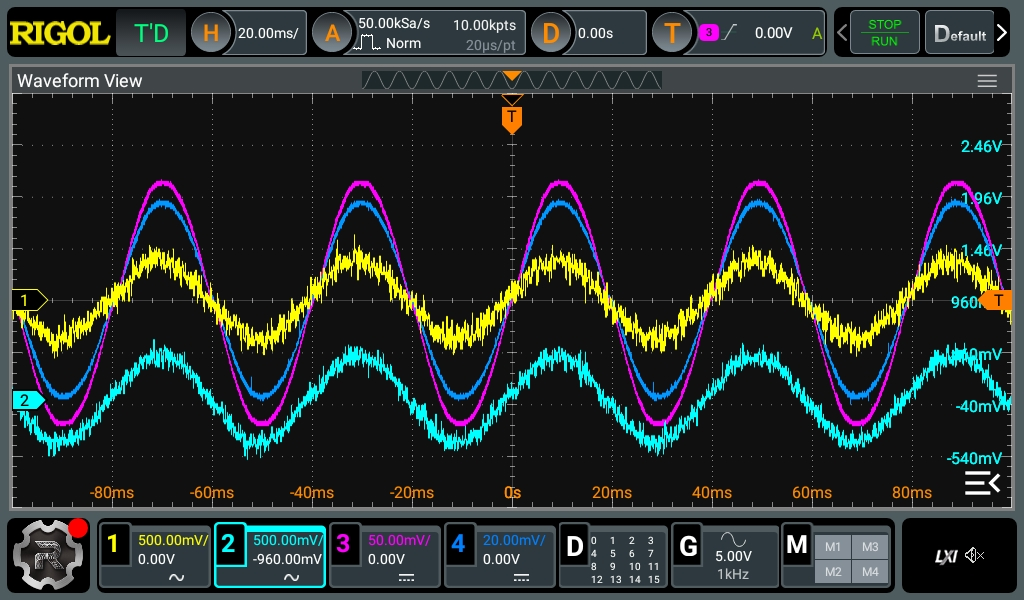 RIGOL T'D H 20.00ms/ A 50.00kSa/s 10.00kpts D 0.00s T 3 0.00V A STOP Default
Norm 20µs/pt RUN
Waveform View
T
2.46V
1.96V
1.46V
1 960m T
2 -40mV
-540mV
-80ms -60ms -40ms -20ms 0s 20ms 40ms 60ms 80ms
R 1 500.00mV/ 2 500.00mV/ 3 50.00mV/ 4 20.00mV/ D 0 1 2 3 G 5.00V M M1 M3 LXI
0.00V -960.00mV 0.00V 0.00V 4 5 6 7 1kHz M2 M4
8 9 10 11
12 13 14 15